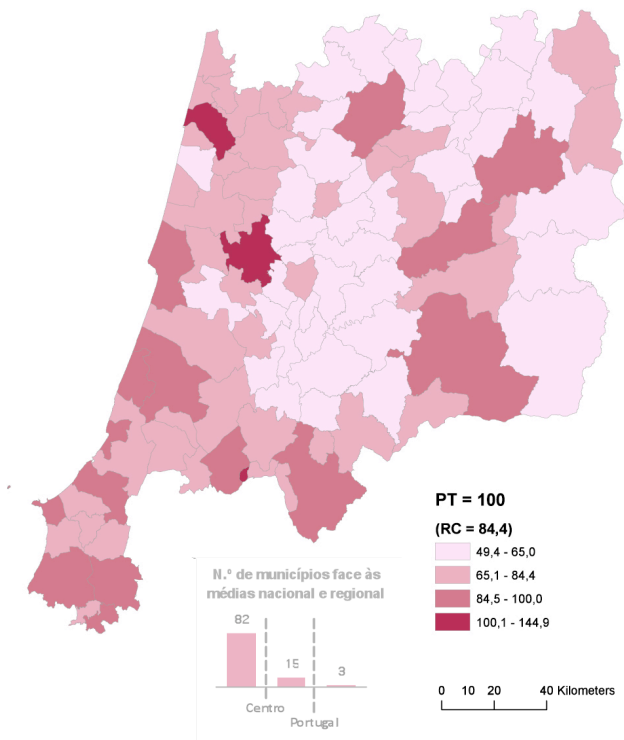 PT = 100
(RC = 84,4)
49,4 - 65,0
65,1 - 84,4
84,5 - 100,0
100,1 - 144,9
N.º de municípios face às
médias nacional e regional
82
15
3
Centro
Portugal
0 10 20 40 Kilometers